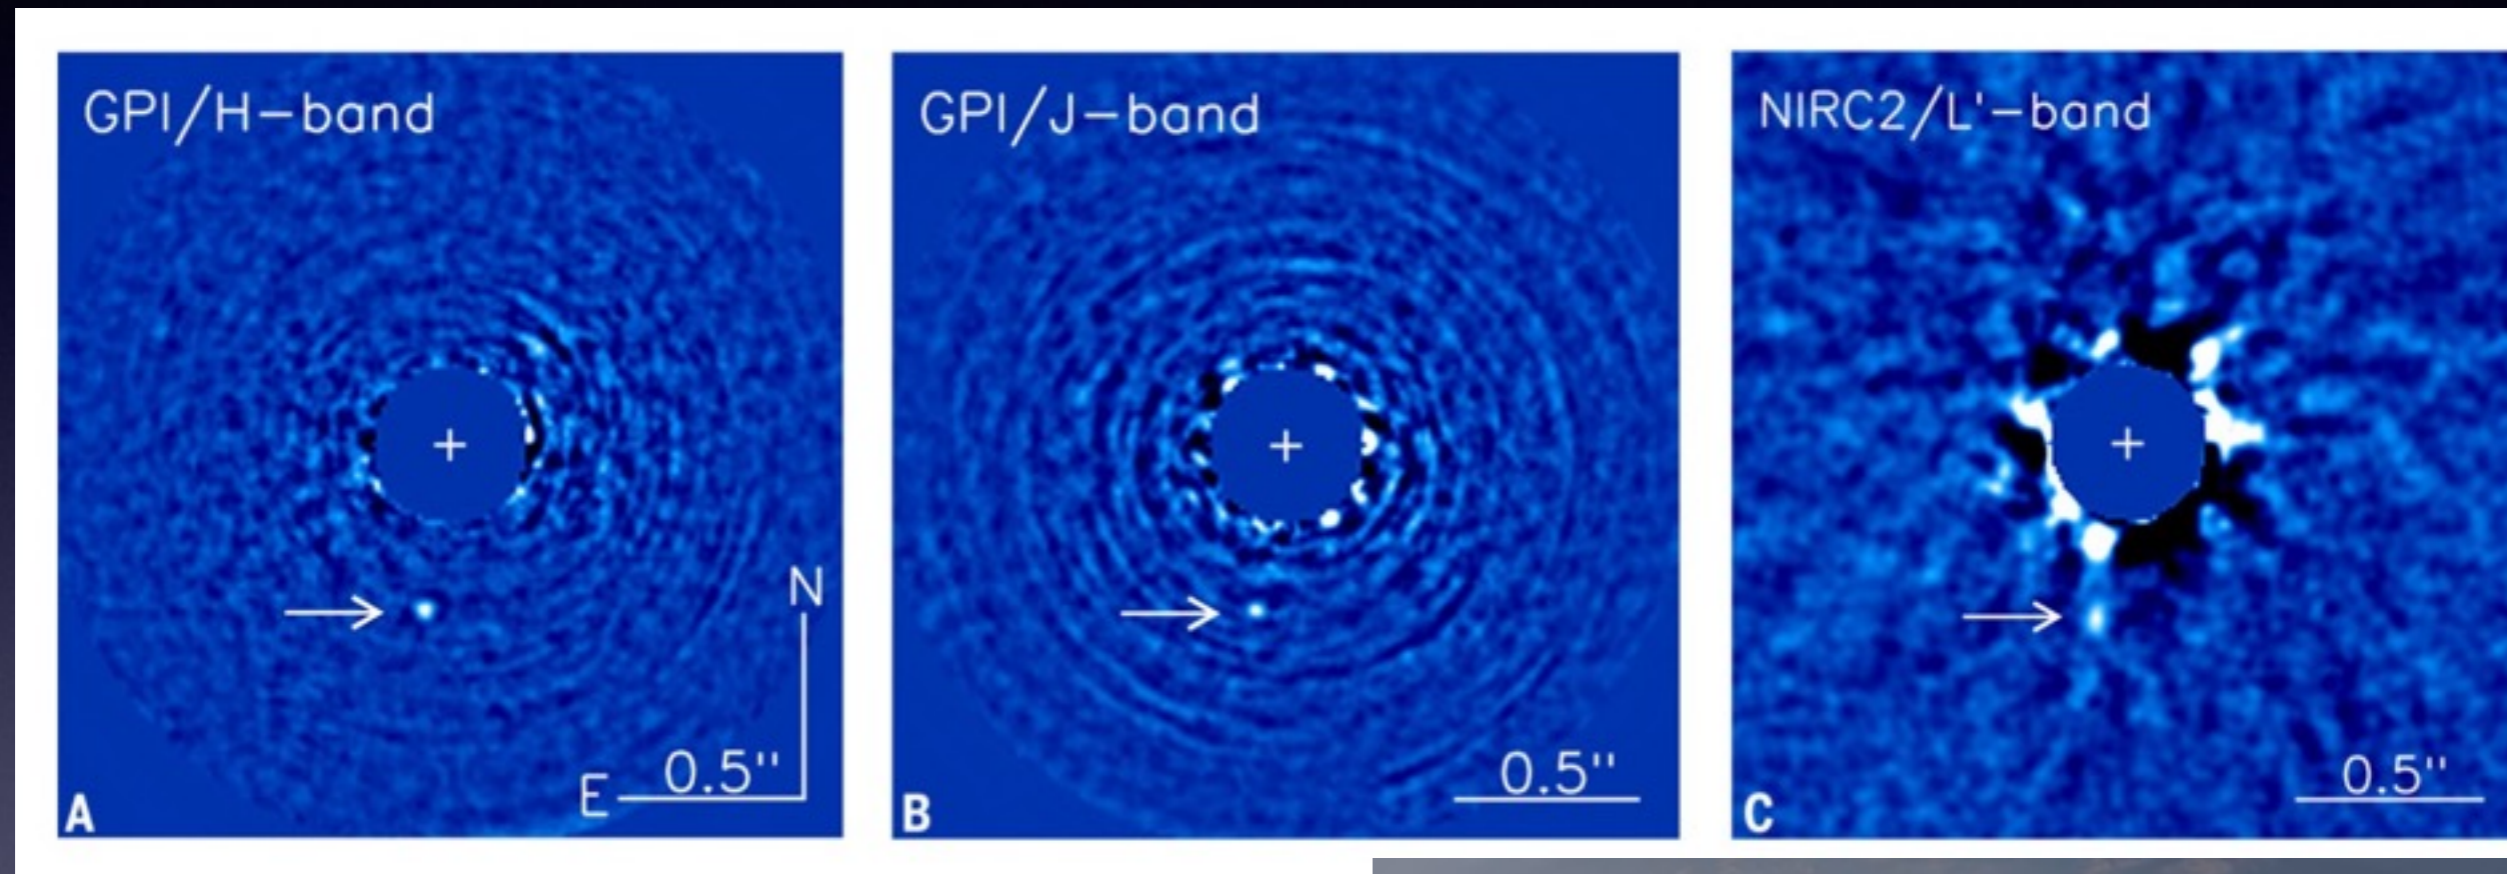 GPI/H-band
GPI/J-band
NIRC2/L'-band
N
E
0.5"
0.5"
0.5"
A
B
C